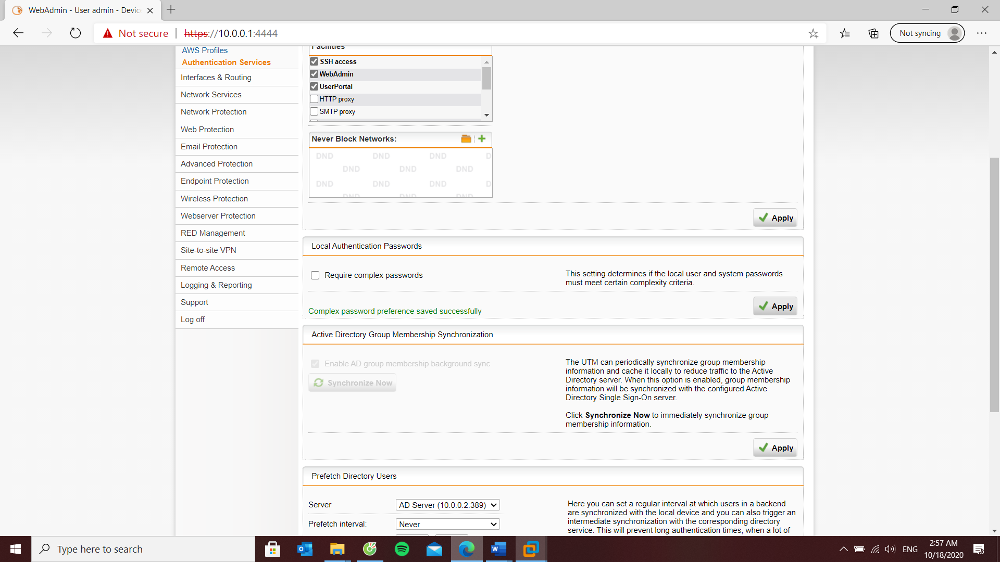 WebAdmin - User admin - Devic
Not secure
https://10.0.0.1:4444
Not syncing
AWS Profiles
Authentication Services
Interfaces & Routing
Network Services
Network Protection
Web Protection
Email Protection
Advanced Protection
Endpoint Protection
Wireless Protection
Webserver Protection
RED Management
Site-to-site VPN
Remote Access
Logging & Reporting
Support
Log off
Facilities
SSH access
WebAdmin
UserPortal
HTTP proxy
SMTP proxy
Never Block Networks:
DND DND DND D
DND DND DND
DND DND DND D
DND DND DND
Apply
Local Authentication Passwords
Require complex passwords
This setting determines if the local user and system passwords
must meet certain complexity criteria.
Complex password preference saved successfully
Apply
Active Directory Group Membership Synchronization
Enable AD group membership background sync
Synchronize Now
The UTM can periodically synchronize group membership
information and cache it locally to reduce traffic to the Active
Directory server. When this option is enabled, group membership
information will be synchronized with the configured Active
Directory Single Sign-On server.
Click Synchronize Now to immediately synchronize group
membership information.
Apply
Prefetch Directory Users
Server
AD Server (10.0.0.2:389)
Prefetch interval:
Never
Here you can set a regular interval at which users in a backend
are synchronized with the local device and you can also trigger an
intermediate synchronization with the corresponding directory
service. This will prevent long authentication times, when a lot of
Type here to search
ENG
2:57 AM
10/18/2020